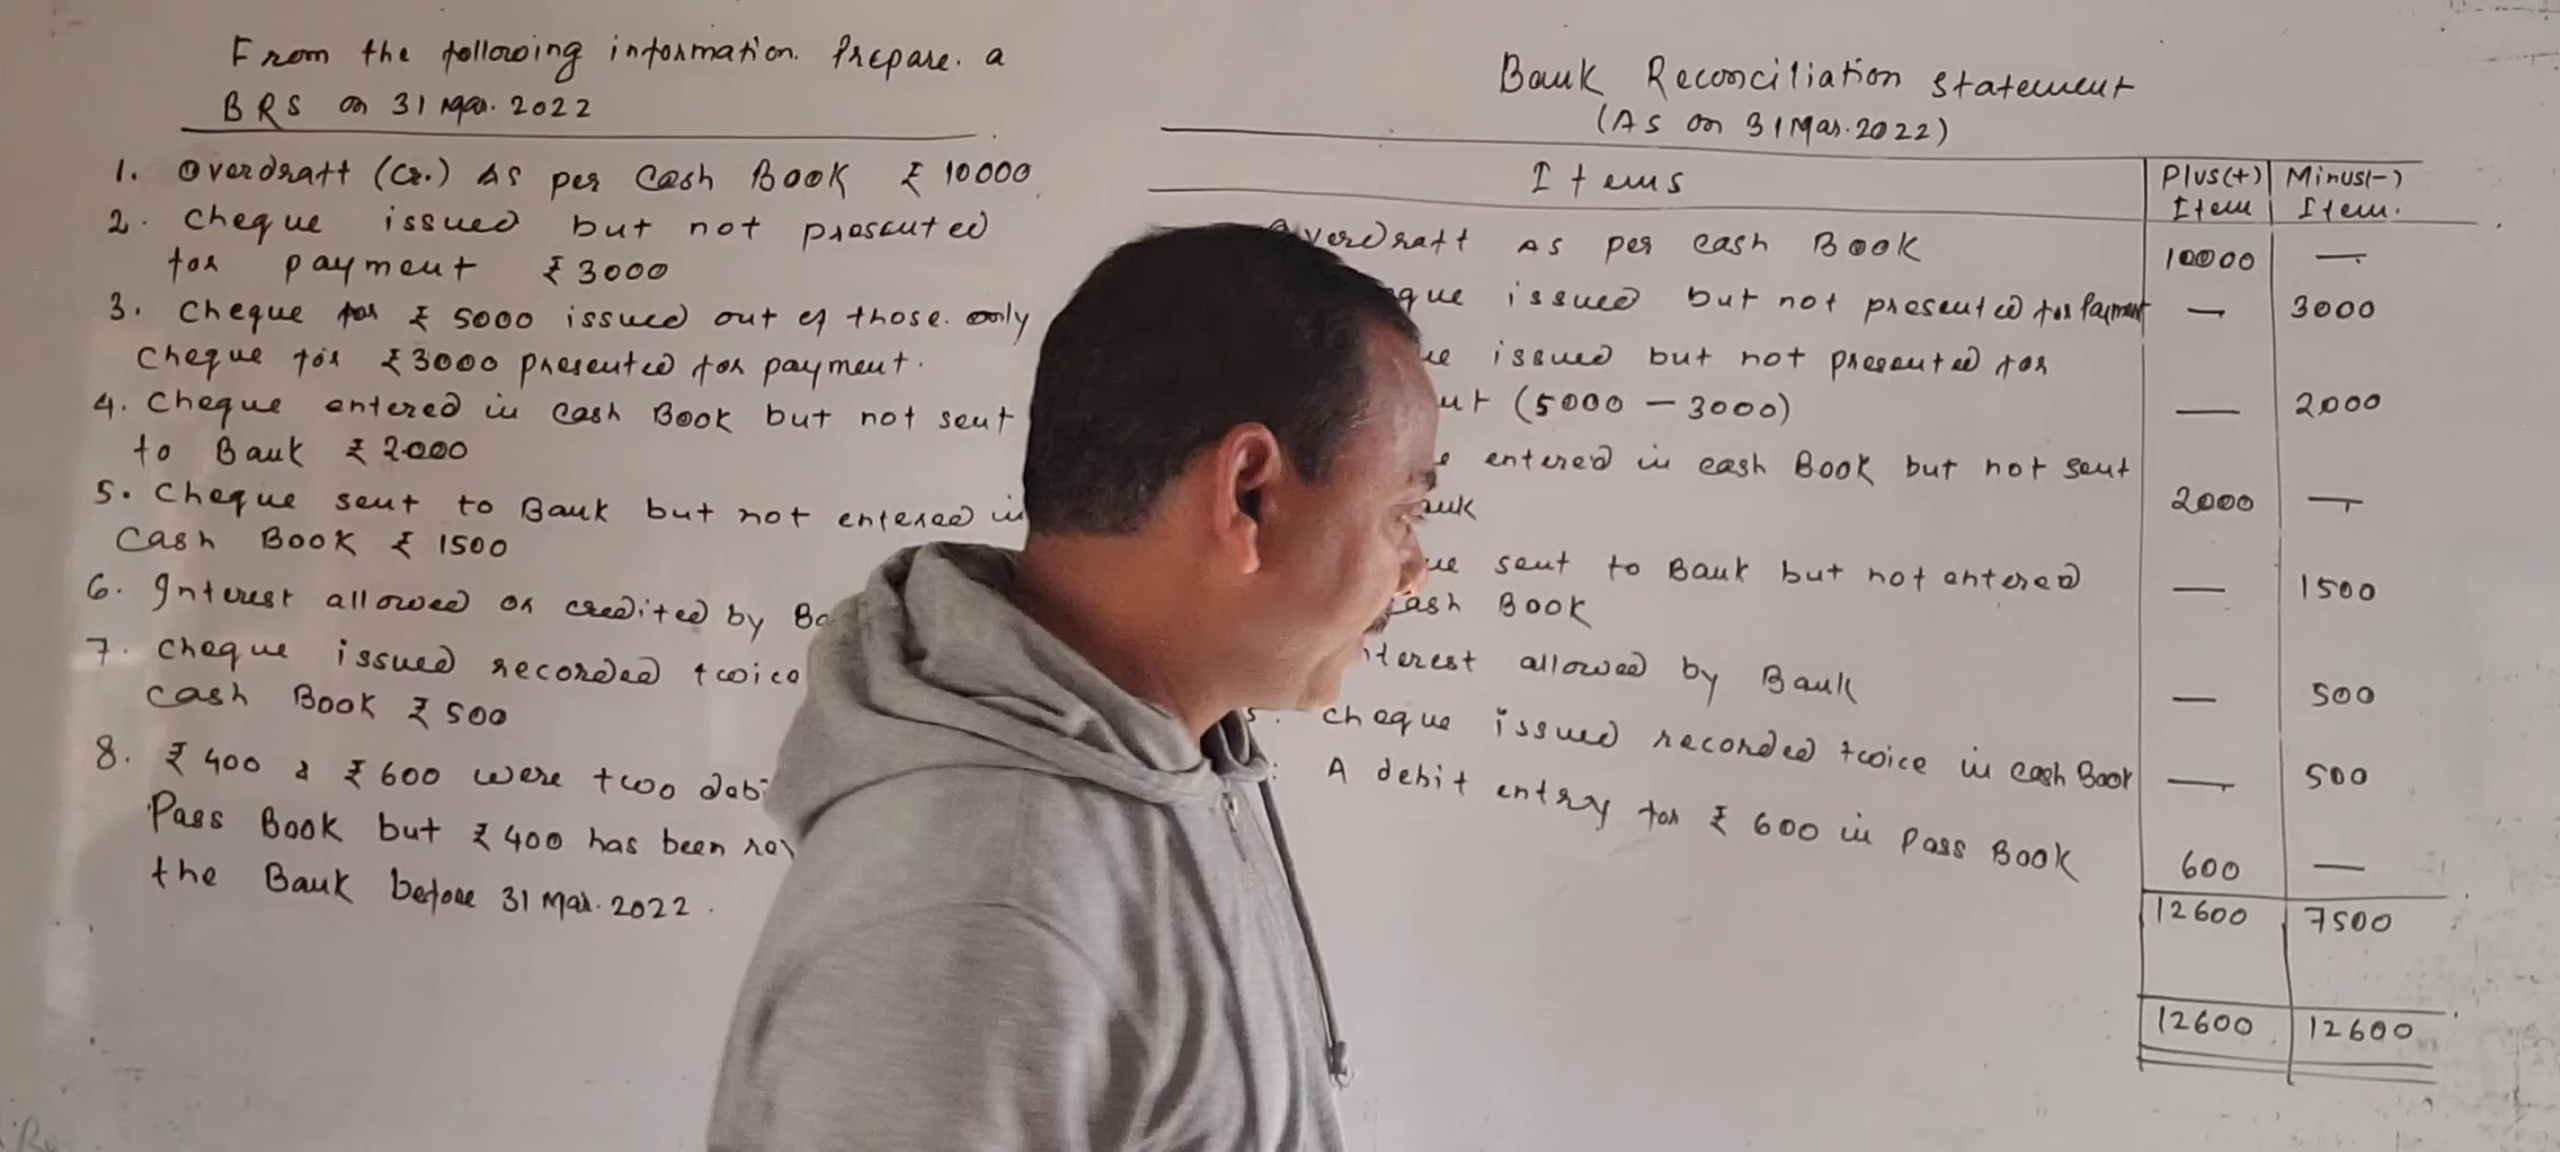 From the following information. Prepare. a
BRS on 31 Mar. 2022
1. Overdraft (Cr.) As per Cash Book ₹ 10000
2. Cheque issued but not presented
for payment ₹ 3000
3. Cheque for ₹ 5000 issued out of those. only
Cheque for ₹ 3000 presented for payment.
4. Cheque entered in Cash Book but not sent
to Bank ₹ 2000
5. Cheque sent to Bank but not entered in
Cash Book ₹ 1500
6. Interest allowed or credited by
7. Cheque issued recorded twice
Cash Book ₹ 500
8. ₹ 400 & ₹ 600 were two
Pass Book but ₹ 400 has been
the Bank before 31 Mar. 2022.
Bank Reconciliation Statement
(As on 31 Mar. 2022)
Items Plus(+) Item Minus(-) Item.
Overdraft As per Cash Book 10000 —
issued but not presented for Payment — 3000
issued but not presented for
(5000 - 3000) — 2000
entered in Cash Book but not sent
2000 —
sent to Bank but not entered
Book — 1500
allowed by Bank — 500
Cheque issued recorded twice in Cash Book — 500
A debit entry for ₹ 600 in Pass Book 600 —
12600 7500
12600 12600